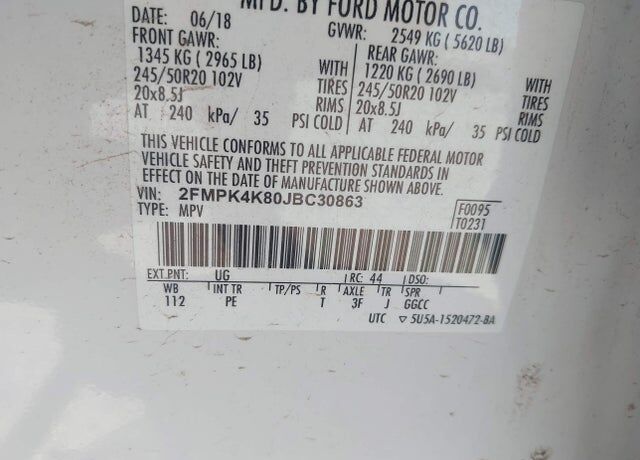 MFD. BY FORD MOTOR CO.
DATE: 06/18 GVWR: 2549 KG ( 5620 LB)
FRONT GAWR: REAR GAWR:
1345 KG ( 2965 LB) WITH 1220 KG ( 2690 LB) WITH
245/50R20 102V TIRES 245/50R20 102V TIRES
20x8.5J RIMS 20x8.5J RIMS
AT 240 kPa/ 35 PSI COLD AT 240 kPa/ 35 PSI COLD
THIS VEHICLE CONFORMS TO ALL APPLICABLE FEDERAL MOTOR
VEHICLE SAFETY AND THEFT PREVENTION STANDARDS IN
EFFECT ON THE DATE OF MANUFACTURE SHOWN ABOVE.
VIN: 2FMPK4K80JBC30863
TYPE: MPV F0095
T0231
EXT PNT: UG RC: 44 DSO:
WB INT TR TP/PS R AXLE TR SPR
112 PE T 3F J GGCC
UTC ▽ 5U5A-1520472-BA